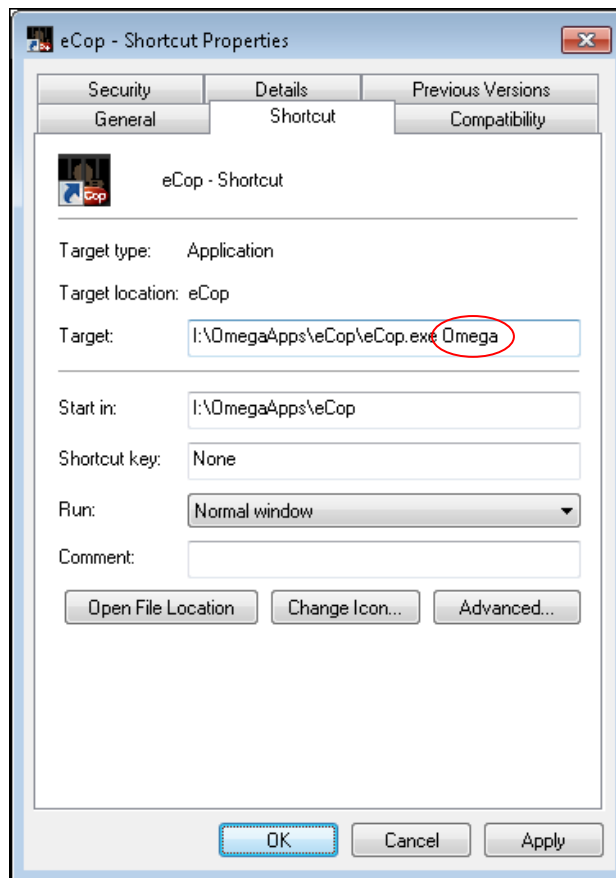 eCop - Shortcut Properties
Security Details Previous Versions
General Shortcut Compatibility
Cop
eCop - Shortcut
Target type: Application
Target location: eCop
Target: I:\OmegaApps\eCop\eCop.exe Omega
Start in: I:\OmegaApps\eCop
Shortcut key: None
Run: Normal window
Comment:
Open File Location Change Icon... Advanced...
OK Cancel Apply